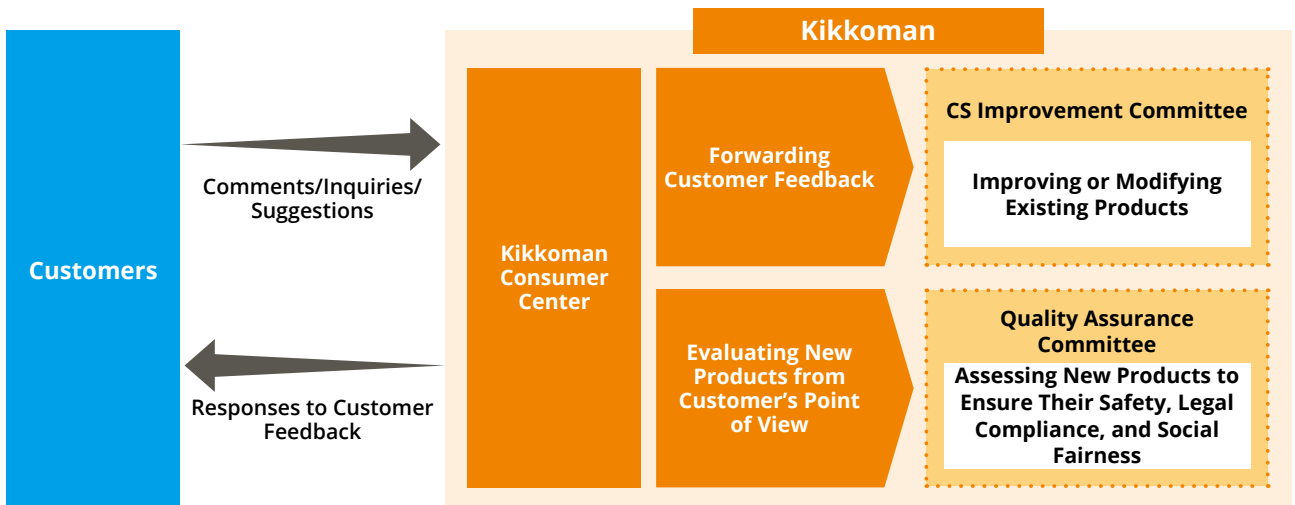 Kikkoman
Customers
Comments/Inquiries/
Suggestions
Responses to Customer
Feedback
Kikkoman
Consumer
Center
Forwarding
Customer Feedback
CS Improvement Committee
Improving or Modifying
Existing Products
Evaluating New
Products from
Customer’s Point
of View
Quality Assurance
Committee
Assessing New Products to
Ensure Their Safety, Legal
Compliance, and Social
Fairness